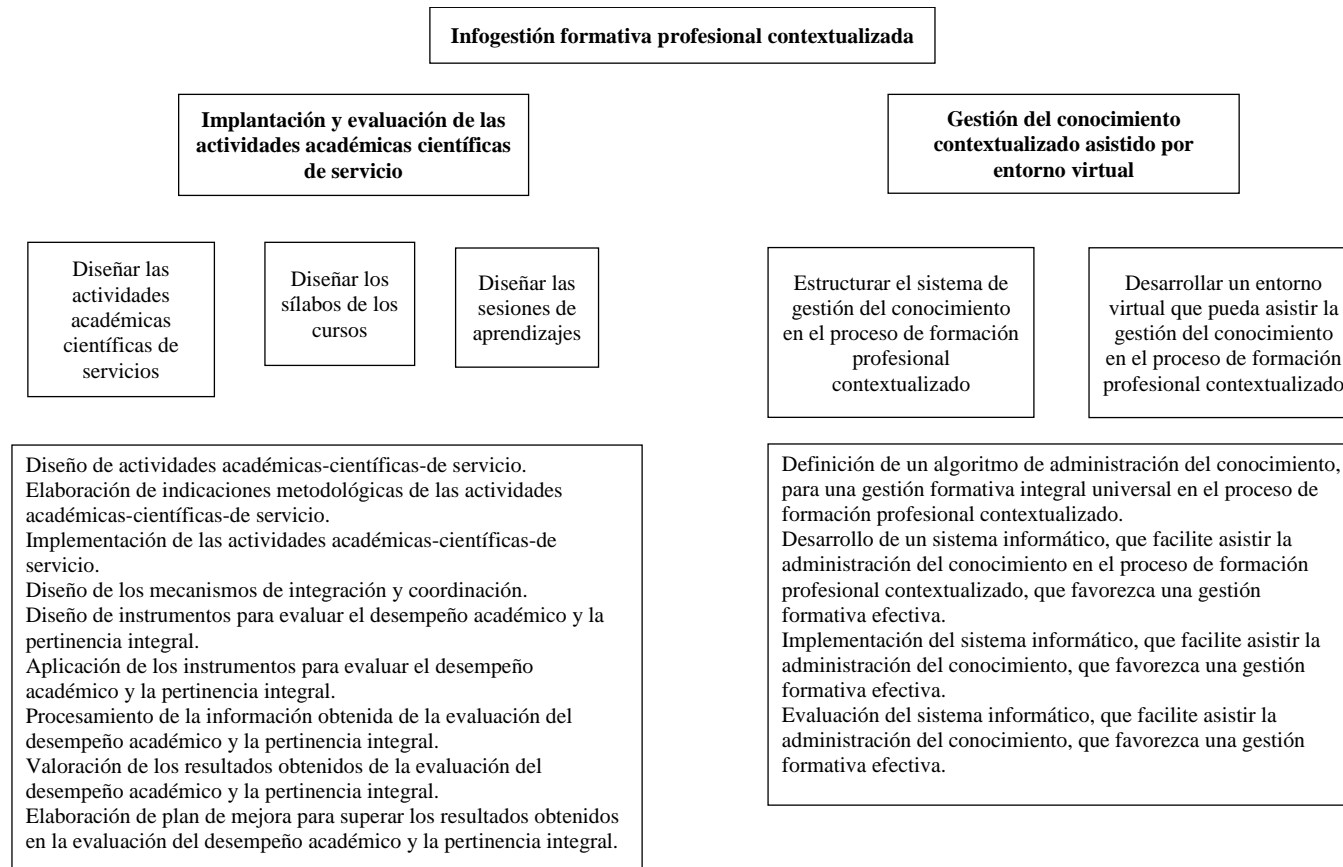 Infogestión formativa profesional contextualizada
Implantación y evaluación de las
actividades académicas científicas
de servicio
Gestión del conocimiento
contextualizado asistido por
entorno virtual
Diseñar las
actividades
académicas
científicas de
servicios
Diseñar los
sílabos de los
cursos
Diseñar las
sesiones de
aprendizajes
Estructurar el sistema de
gestión del conocimiento
en el proceso de formación
profesional
contextualizado
Desarrollar un entorno
virtual que pueda asistir la
gestión del conocimiento
en el proceso de formación
profesional contextualizado
Diseño de actividades académicas-científicas-de servicio.
Elaboración de indicaciones metodológicas de las actividades
académicas-científicas-de servicio.
Implementación de las actividades académicas-científicas-de
servicio.
Diseño de los mecanismos de integración y coordinación.
Diseño de instrumentos para evaluar el desempeño académico y la
pertinencia integral.
Aplicación de los instrumentos para evaluar el desempeño
académico y la pertinencia integral.
Procesamiento de la información obtenida de la evaluación del
desempeño académico y la pertinencia integral.
Valoración de los resultados obtenidos de la evaluación del
desempeño académico y la pertinencia integral.
Elaboración de plan de mejora para superar los resultados obtenidos
en la evaluación del desempeño académico y la pertinencia integral.
Definición de un algoritmo de administración del conocimiento,
para una gestión formativa integral universal en el proceso de
formación profesional contextualizado.
Desarrollo de un sistema informático, que facilite asistir la
administración del conocimiento en el proceso de formación
profesional contextualizado, que favorezca una gestión
formativa efectiva.
Implementación del sistema informático, que facilite asistir la
administración del conocimiento, que favorezca una gestión
formativa efectiva.
Evaluación del sistema informático, que facilite asistir la
administración del conocimiento, que favorezca una gestión
formativa efectiva.